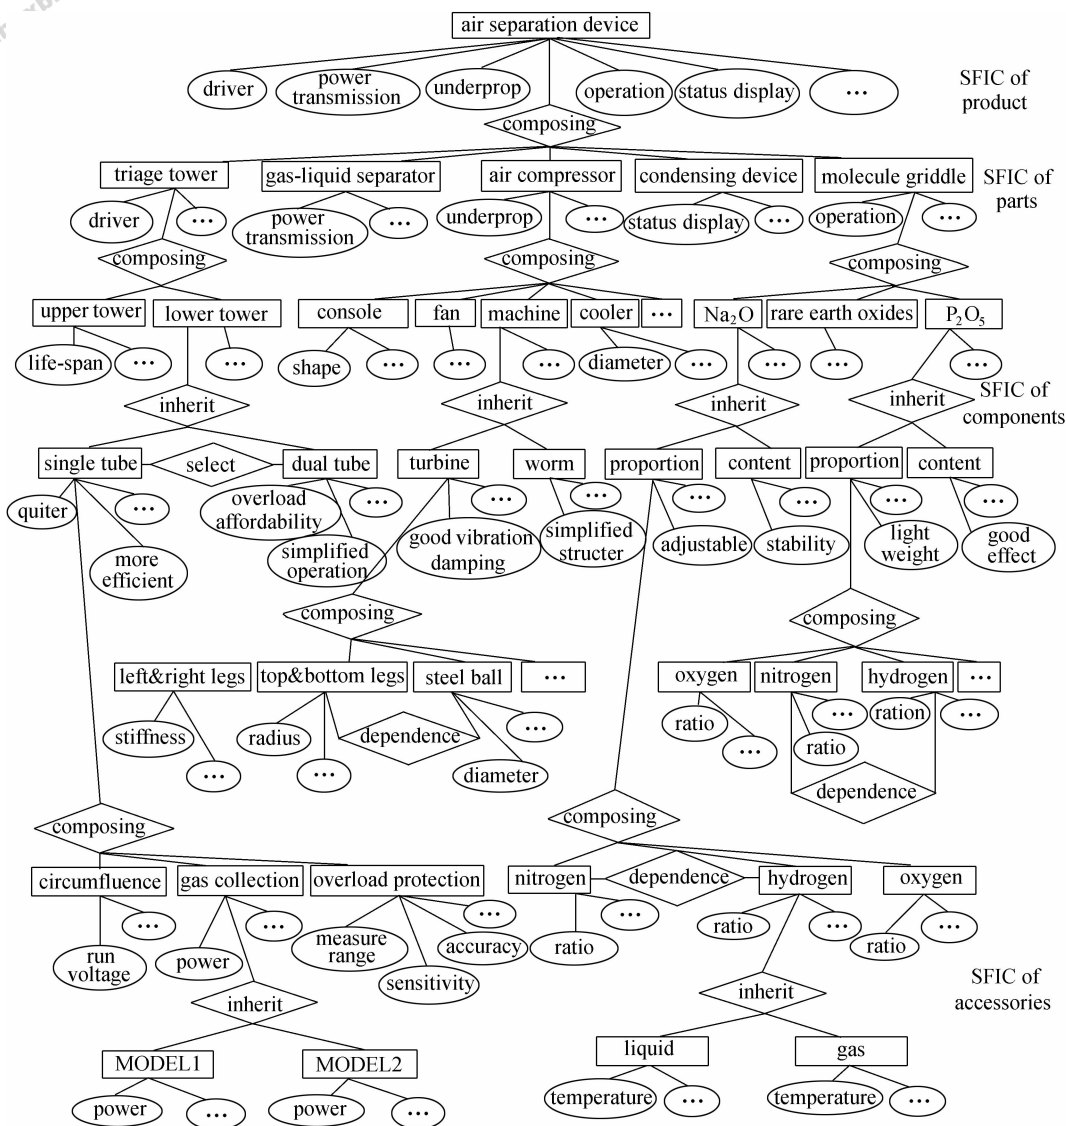 air separation device
driver
power
transmission
underprop
operation
status display
...
SFIC of
product
composing
triage tower
gas-liquid separator
air compressor
condensing device
molecule griddle
SFIC of
parts
driver
...
power
transmission
...
underprop
...
status display
...
operation
...
composing
composing
composing
upper tower
lower tower
console
fan
machine
cooler
...
Na₂O
rare earth oxides
P₂O₅
life-span
...
...
shape
...
...
...
diameter
...
...
...
...
inherit
inherit
inherit
inherit
SFIC of
components
single tube
select
dual tube
turbine
worm
proportion
content
proportion
content
quiter
...
more
efficient
overload
affordability
...
simplified
operation
...
good vibration
damping
...
simplified
structer
...
adjustable
...
stability
...
light
weight
...
good
effect
composing
composing
left&right legs
top&bottom legs
steel ball
...
oxygen
nitrogen
hydrogen
...
stiffness
...
radius
...
dependence
...
diameter
ratio
...
...
ratio
ration
...
dependence
composing
composing
circumfluence
gas collection
overload protection
nitrogen
dependence
hydrogen
oxygen
...
run
voltage
...
power
measure
range
...
accuracy
sensitivity
...
ratio
ratio
...
ratio
...
SFIC of
accessories
inherit
inherit
MODEL1
MODEL2
liquid
gas
power
...
power
...
temperature
...
temperature
...